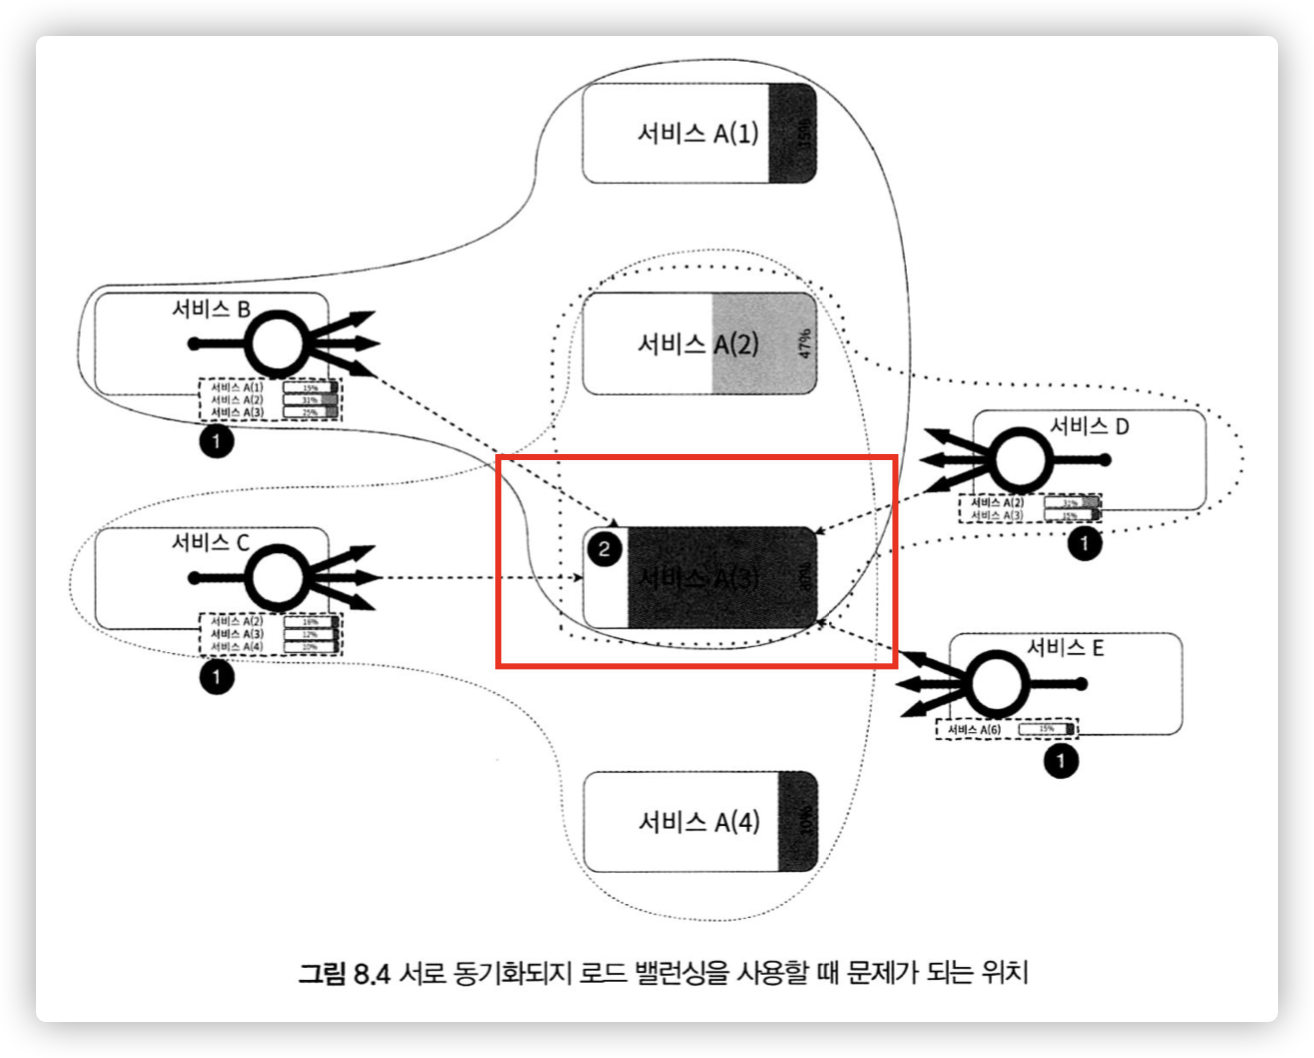 서비스 A(1)
15%
서비스 B
서비스 A(1) 15%
서비스 A(2) 31%
서비스 A(3) 25%
1
서비스 A(2)
47%
서비스 D
서비스 A(2) 31%
서비스 A(3) 15%
1
서비스 C
서비스 A(2)
서비스 A(3) 12%
서비스 A(4) 10%
1
2
서비스 A(3)
서비스 E
서비스 A(6) 15%
1
서비스 A(4)
10%
그림 8.4 서로 동기화되지 로드 밸런싱을 사용할 때 문제가 되는 위치